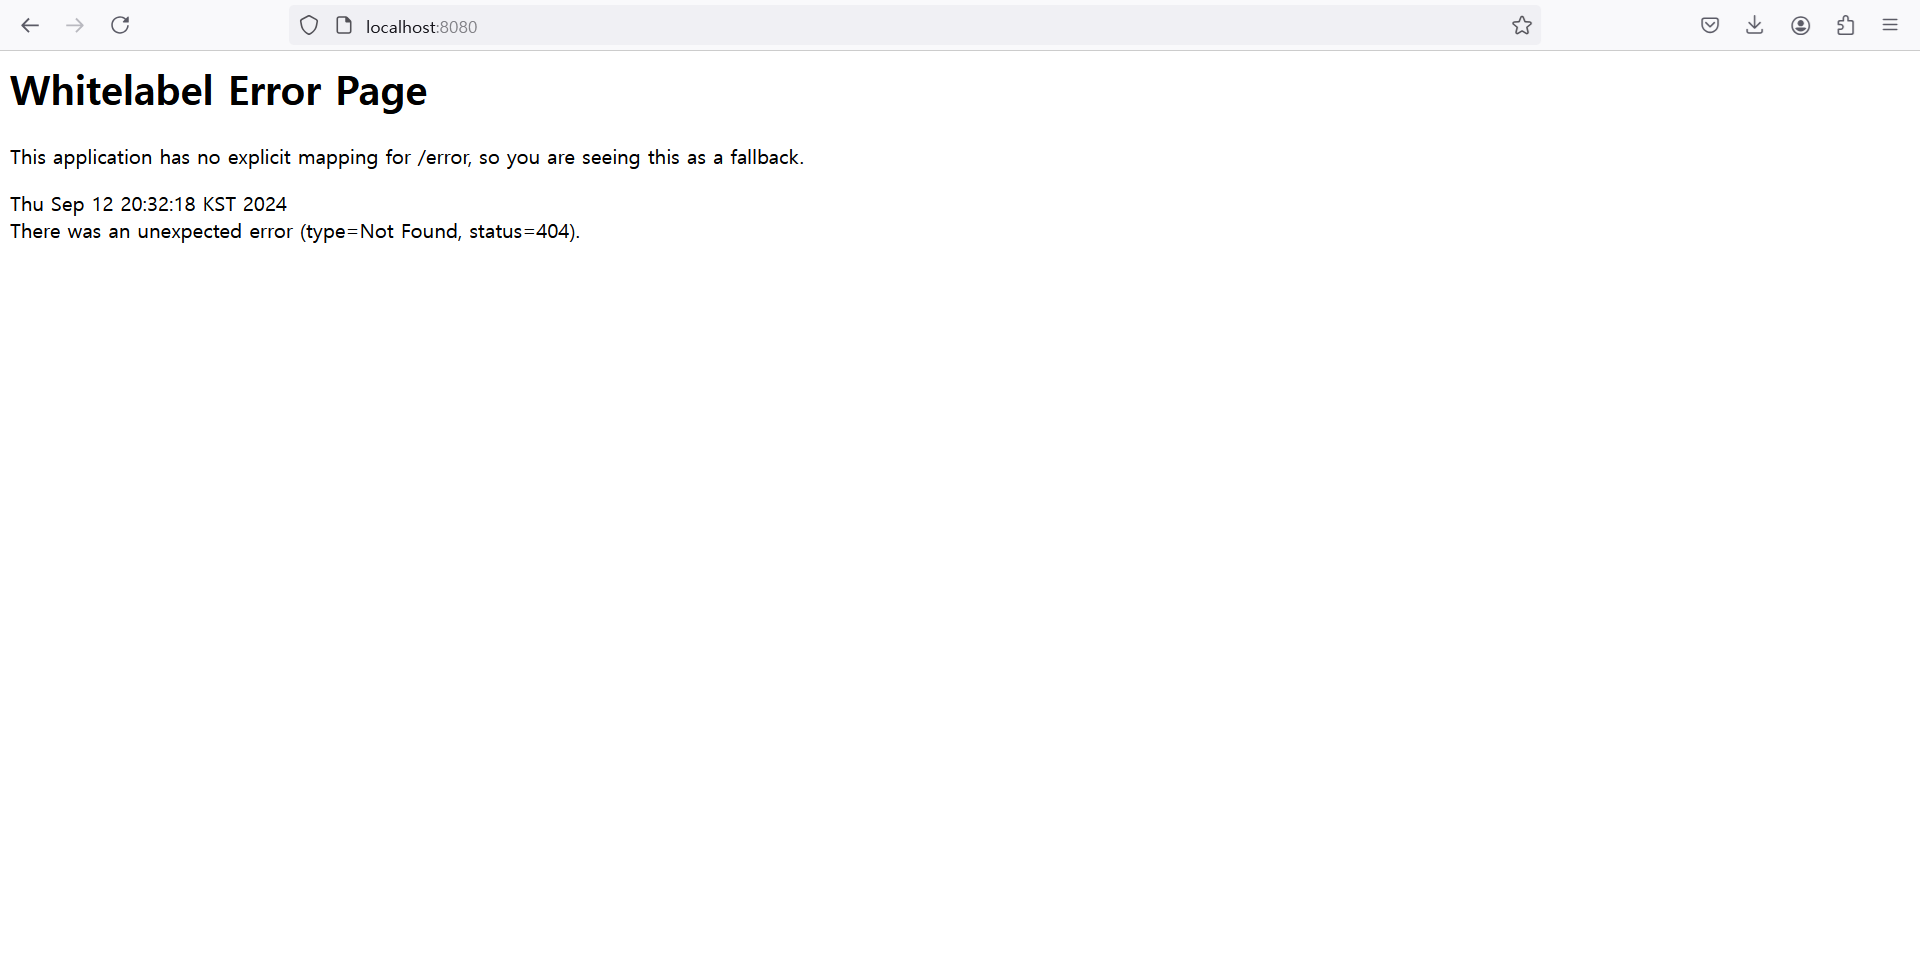 localhost:8080
Whitelabel Error Page
This application has no explicit mapping for /error, so you are seeing this as a fallback.
Thu Sep 12 20:32:18 KST 2024
There was an unexpected error (type=Not Found, status=404).